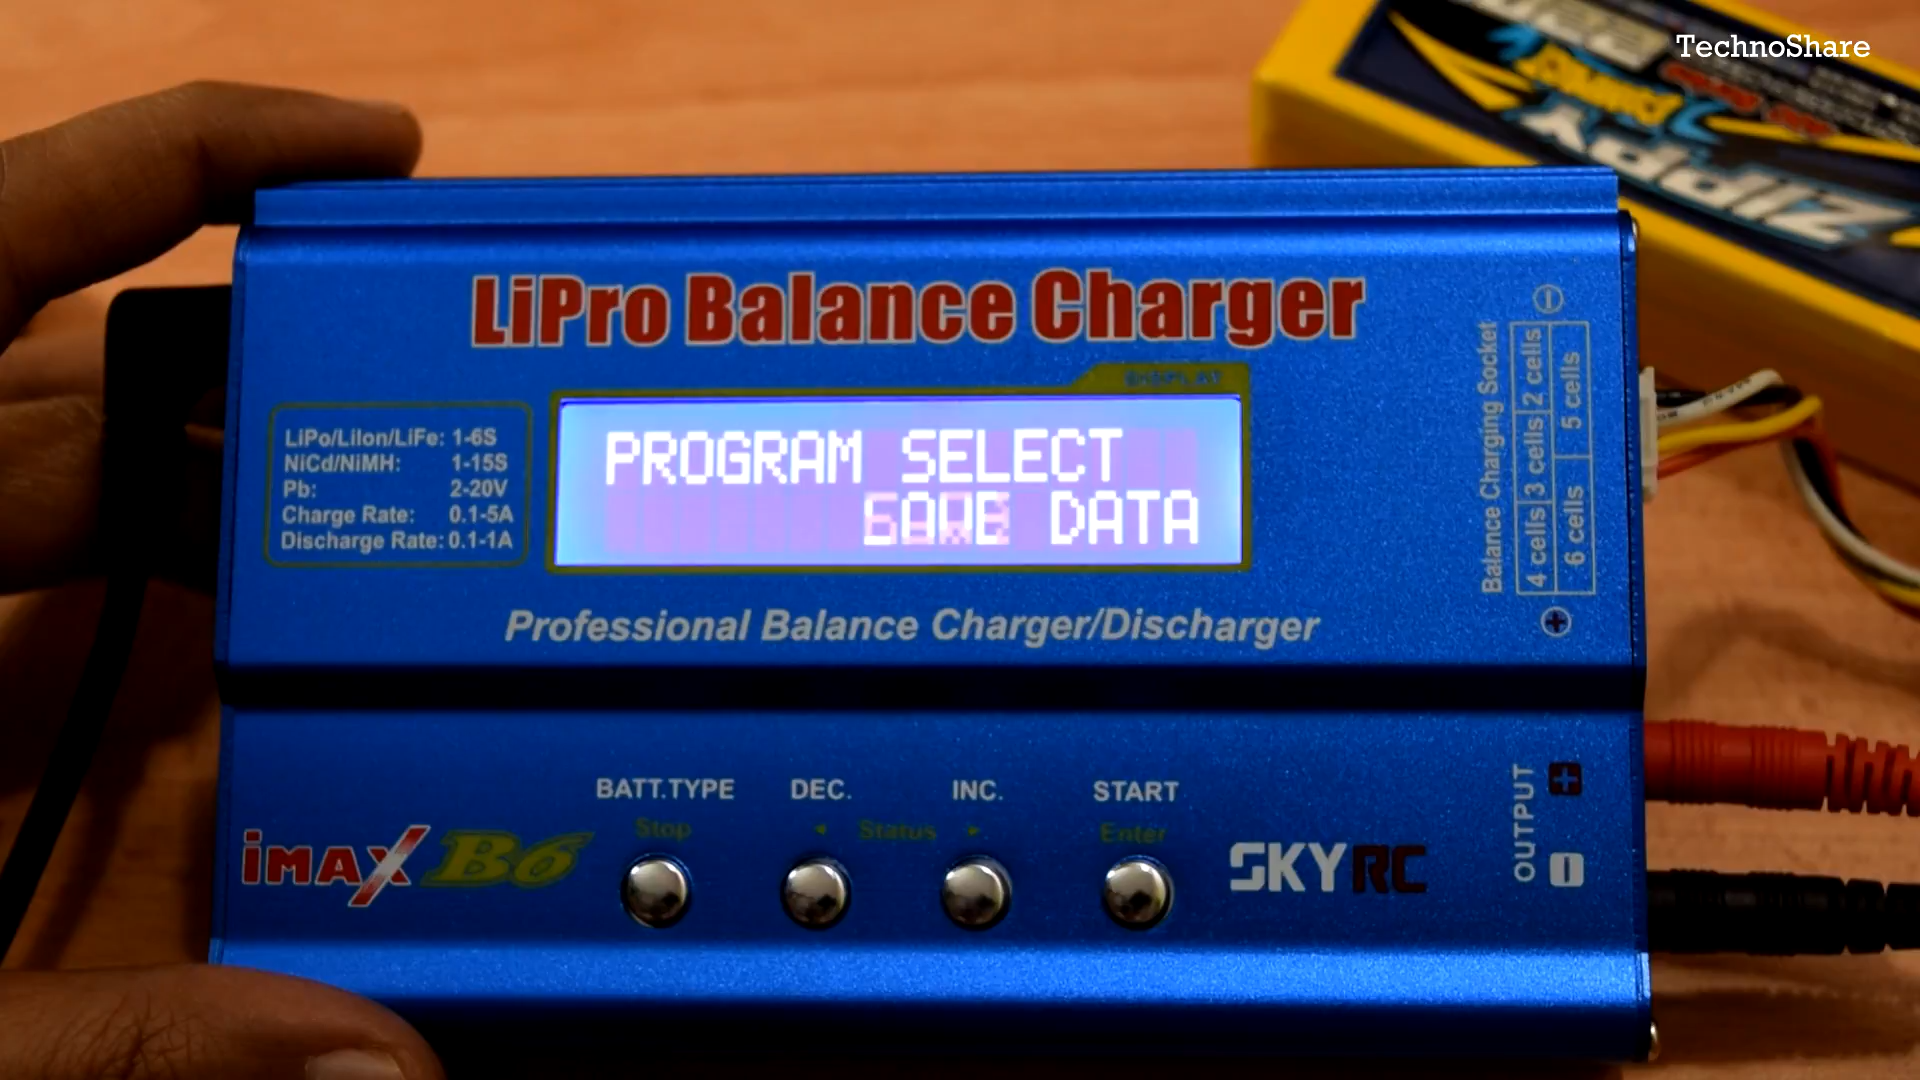 TechnoShare
ZIPPY
LiPro Balance Charger
DISPLAY
LiPo/LiIon/LiFe: 1-6S
NiCd/NiMH: 1-15S
Pb: 2-20V
Charge Rate: 0.1-5A
Discharge Rate: 0.1-1A
PROGRAM SELECT
SAVE DATA
Balance Charging Socket
4 cells 3 cells 2 cells
6 cells 5 cells
Professional Balance Charger/Discharger
BATT.TYPE DEC. INC. START
Stop Status Enter
iMAX B6
SKYRC
OUTPUT